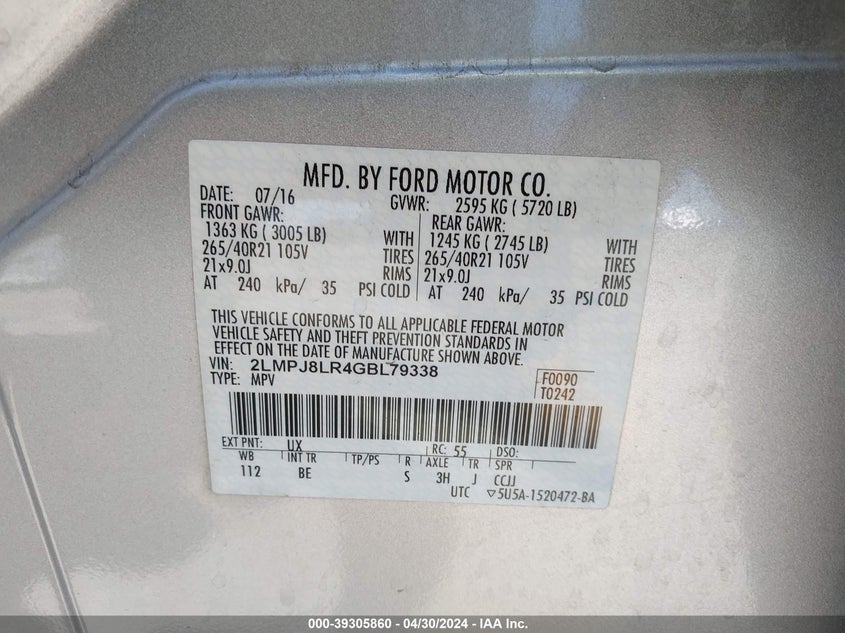 MFD. BY FORD MOTOR CO.
DATE: 07/16 GVWR: 2595 KG ( 5720 LB)
FRONT GAWR: REAR GAWR:
1363 KG ( 3005 LB) WITH 1245 KG ( 2745 LB) WITH
265/40R21 105V TIRES 265/40R21 105V TIRES
21x9.0J RIMS 21x9.0J RIMS
AT 240 kPa/ 35 PSI COLD AT 240 kPa/ 35 PSI COLD
THIS VEHICLE CONFORMS TO ALL APPLICABLE FEDERAL MOTOR
VEHICLE SAFETY AND THEFT PREVENTION STANDARDS IN
EFFECT ON THE DATE OF MANUFACTURE SHOWN ABOVE.
VIN: 2LMPJ8LR4GBL79338 F0090
TYPE: MPV T0242
EXT PNT: UX RC: 55 DSO:
WB INT TR TP/PS R AXLE TR SPR
112 BE S 3H J CCJJ
UTC ▽5U5A-1520472-BA
000-39305860 - 04/30/2024 - IAA Inc.